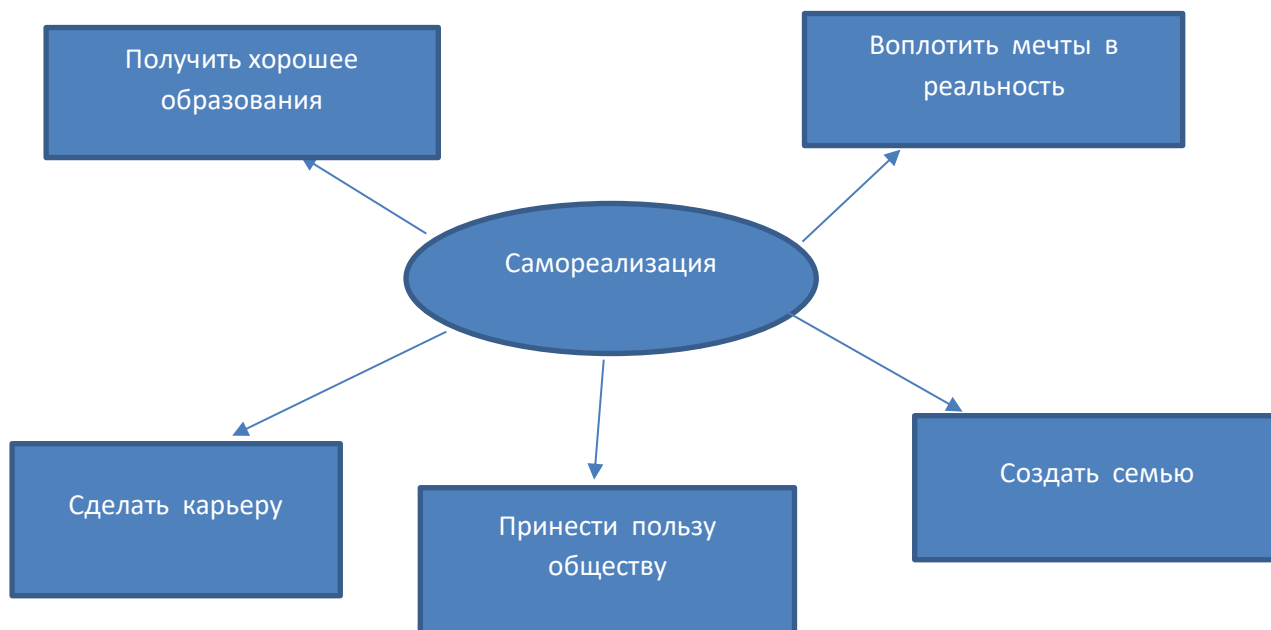 Получить хорошее
образования
Воплотить мечты в
реальность
Самореализация
Сделать карьеру
Принести пользу
обществу
Создать семью